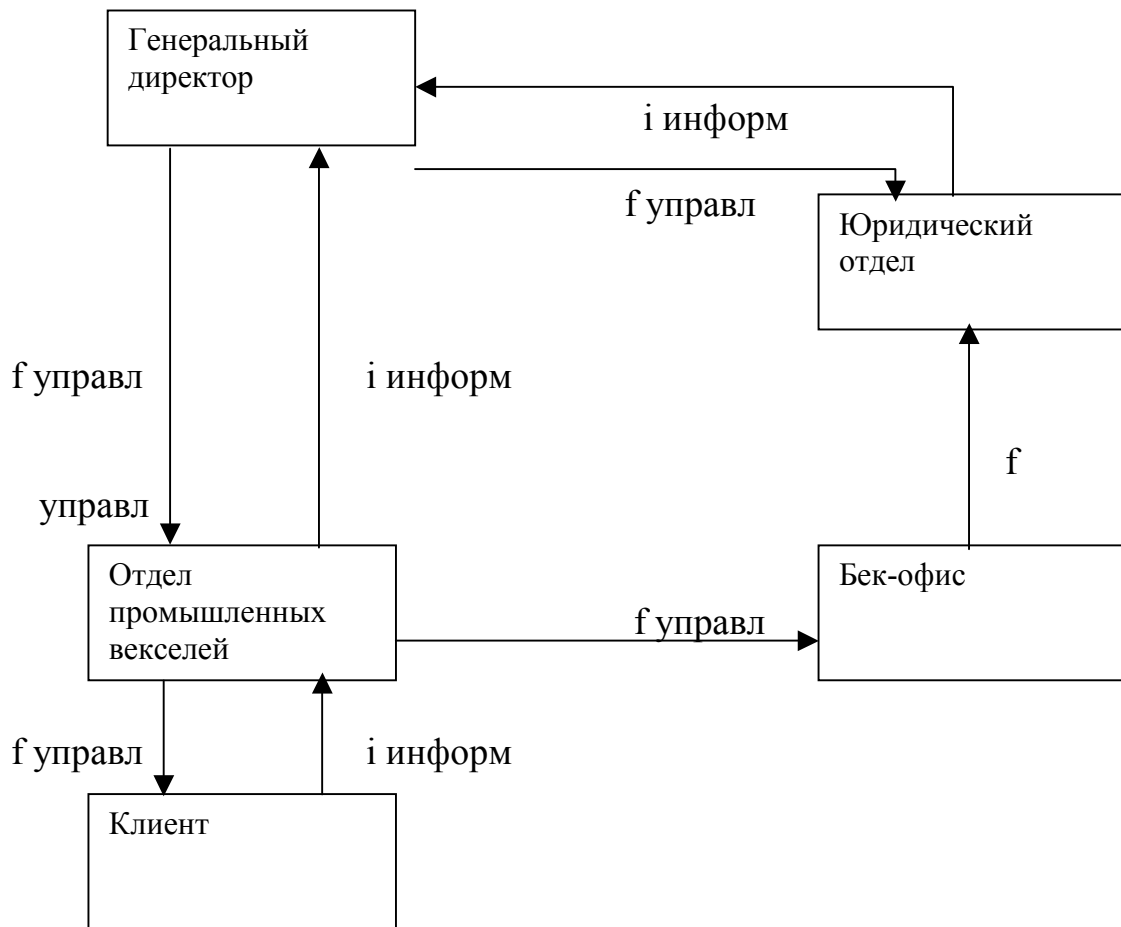 Генеральный
директор
i информ
f управл
Юридический
отдел
f управл
i информ
f
управл
Отдел
промышленных
векселей
f управл
Бек-офис
f управл
i информ
Клиент